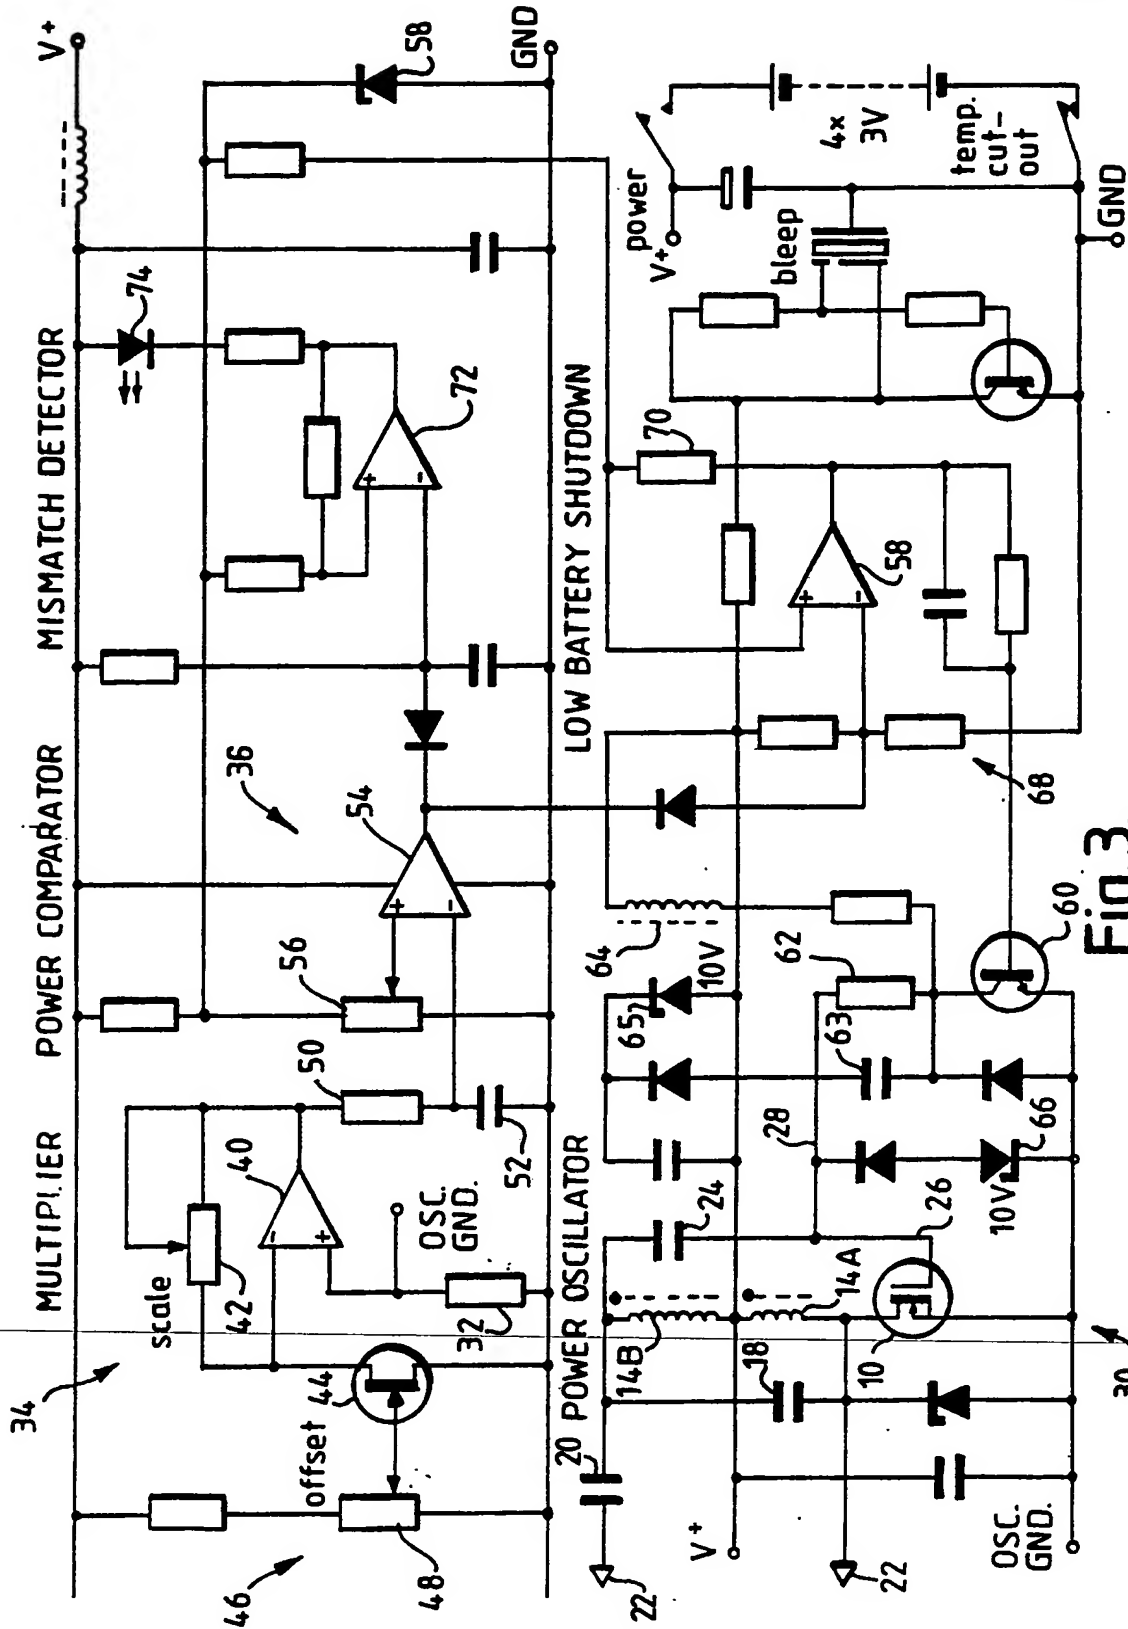 MULTIPLIER
POWER COMPARATOR
MISMATCH DETECTOR
V+
34
scale
42
40
50
56
54
36
74
72
58
OSC.
GND.
46
offset
44
48
32
52
GND
20
POWER OSCILLATOR
LOW BATTERY SHUTDOWN
22
V+
22
OSC.
GND.
14B
18
14A
10
24
26
28
10V
66
65
63
64
10V
62
60
68
58
70
bleep
power
V+
4x
3V
temp.
cut-
out
GND
Fig.3